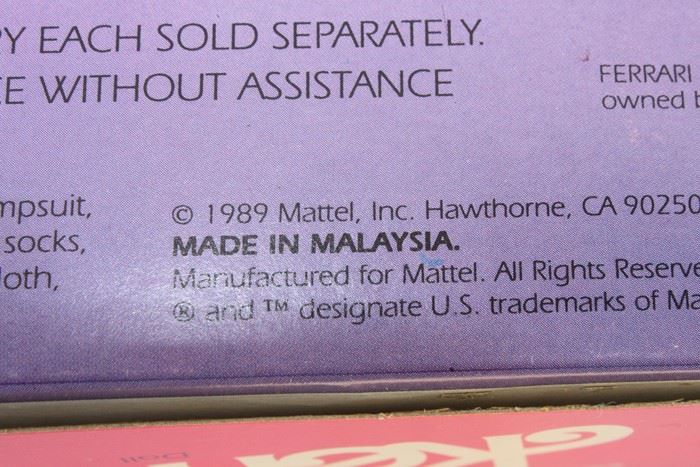 EACH SOLD SEPARATELY.
WITHOUT ASSISTANCE
FERRARI
owned
mpsuit,
socks,
loth,
© 1989 Mattel, Inc. Hawthorne, CA 90250
MADE IN MALAYSIA.
Manufactured for Mattel. All Rights Reserve
® and ™ designate U.S. trademarks of Ma
Doll